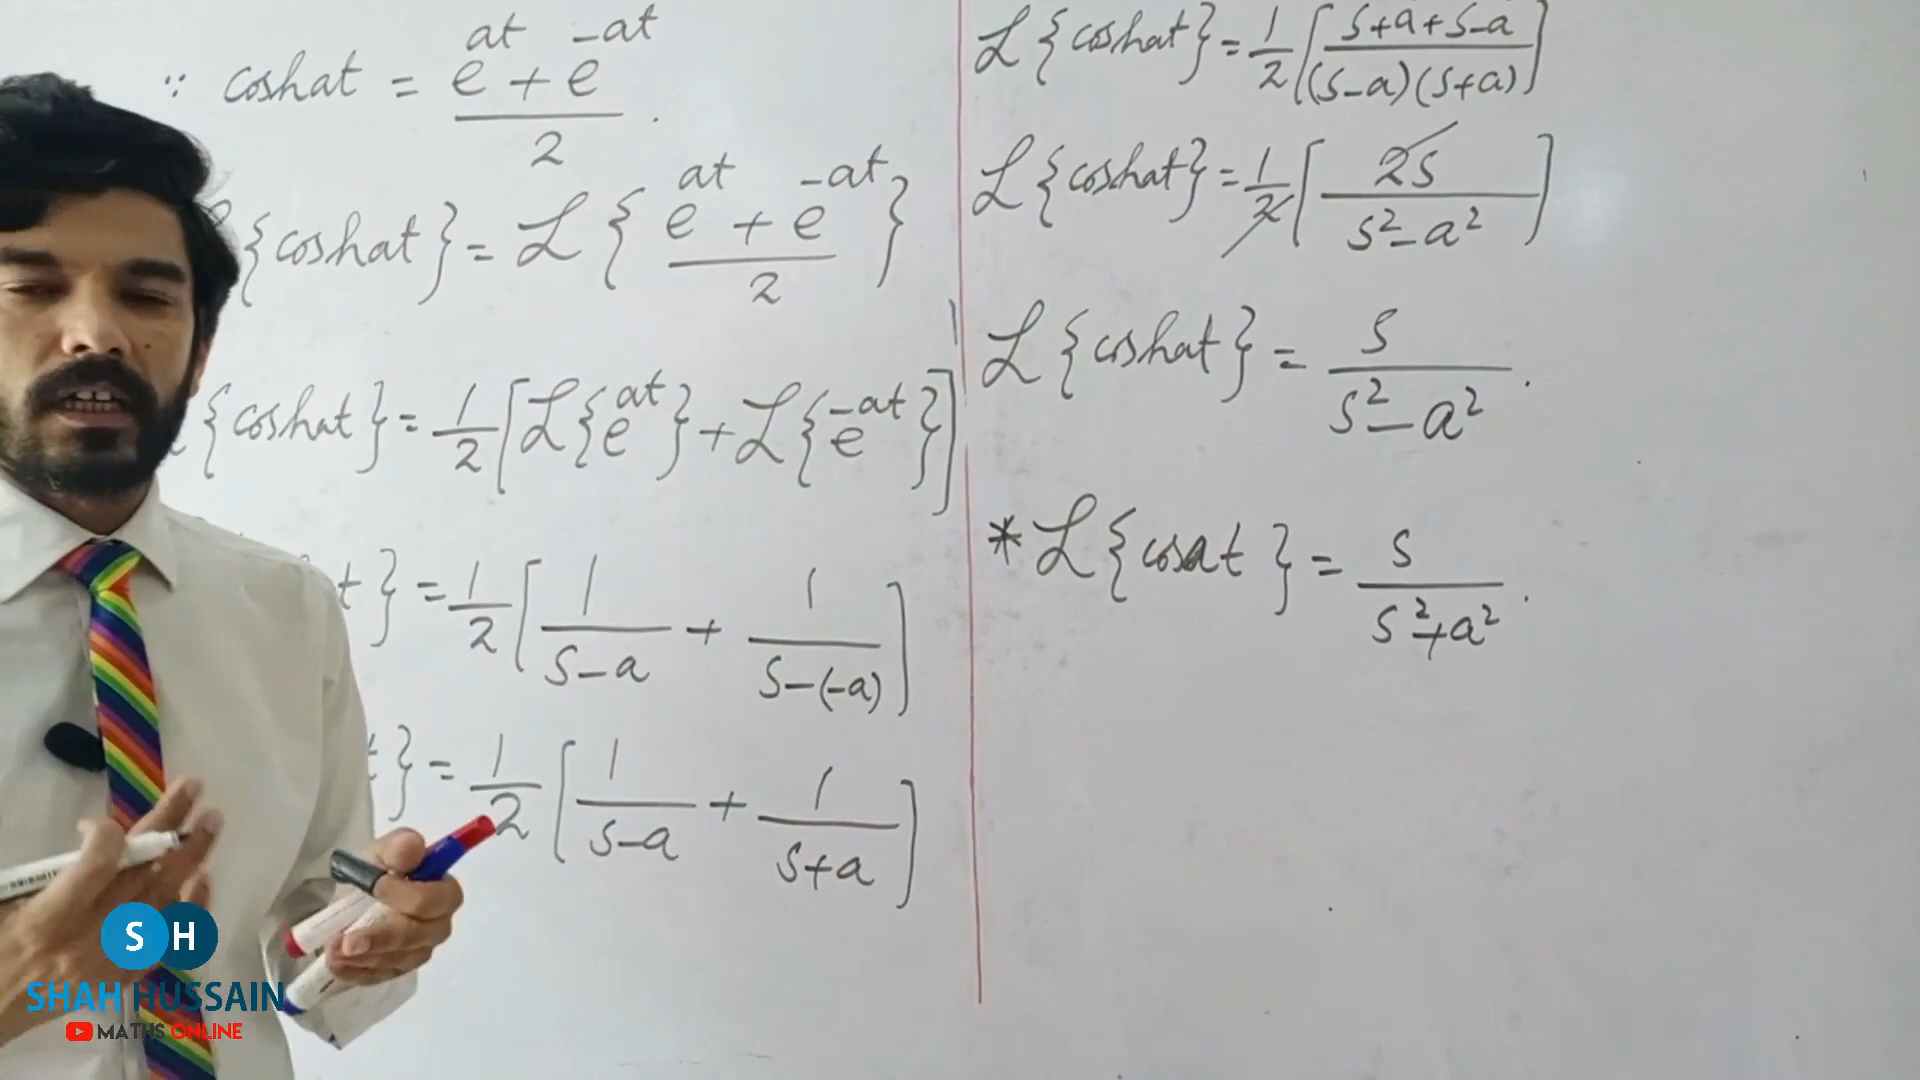 ∵ coshat = e^at + e^-at / 2 .
{coshat} = ℒ { e^at + e^-at / 2 }
{coshat} = 1/2 [ ℒ{e^at} + ℒ{e^-at} ]
t} = 1/2 [ 1/s-a + 1/s-(-a) ]
t} = 1/2 [ 1/s-a + 1/s+a ]
ℒ{coshat} = 1/2 [ s+a+s-a / (s-a)(s+a) ]
ℒ{coshat} = 1/2 [ 2s / s²-a² ]
ℒ{coshat} = s / s²-a² .
* ℒ{cosat} = s / s²+a² .
S H
SHAH HUSSAIN
MATHS ONLINE